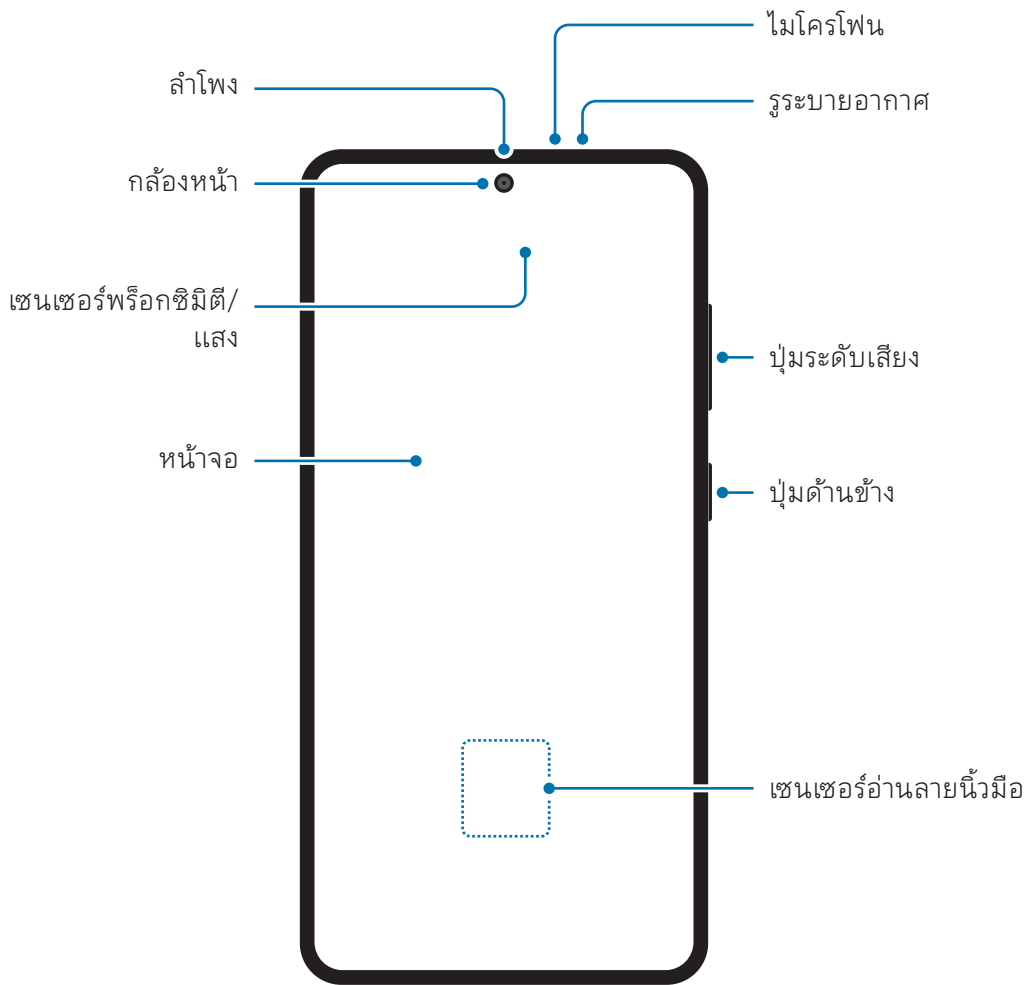 ไมโครโฟน
ลำโพง
รูระบายอากาศ
กล้องหน้า
เซนเซอร์พร็อกซิมิตี/
แสง
ปุ่มระดับเสียง
หน้าจอ
ปุ่มด้านข้าง
เซนเซอร์อ่านลายนิ้วมือ